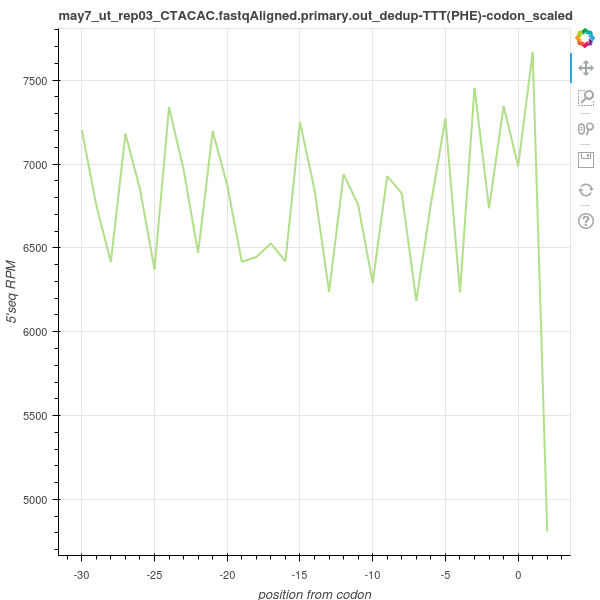 may7_ut_rep03_CTACAC.fastqAligned.primary.out_dedup-TTT(PHE)-codon_scaled
7500
7000
6500
6000
5500
5000
5'seq RPM
-30 -25 -20 -15 -10 -5 0
position from codon